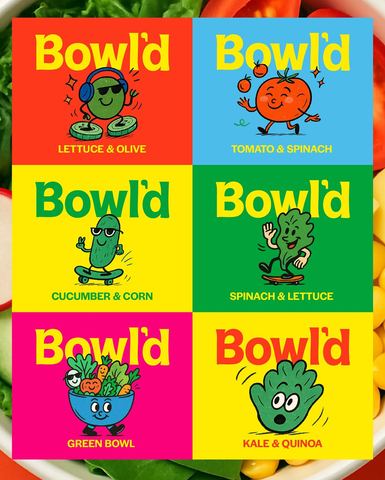 Bowl'd
LETTUCE & OLIVE
Bowl'd
TOMATO & SPINACH
Bowl'd
CUCUMBER & CORN
Bowl'd
SPINACH & LETTUCE
Bowl'd
GREEN BOWL
Bowl'd
KALE & QUINOA